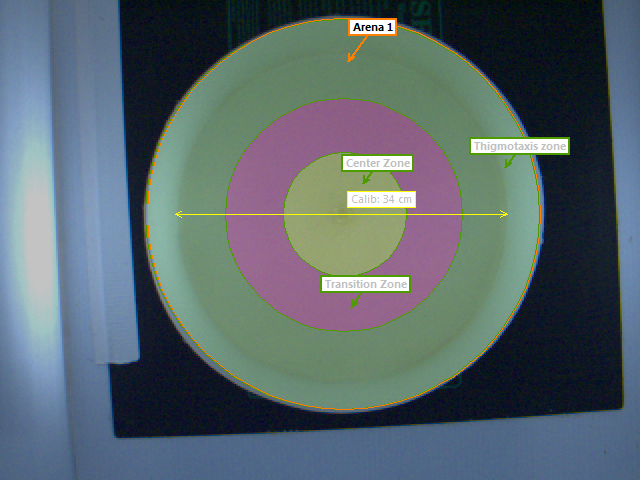 Arena 1
Thigmotaxis zone
Center Zone
Calib: 34 cm
Transition Zone